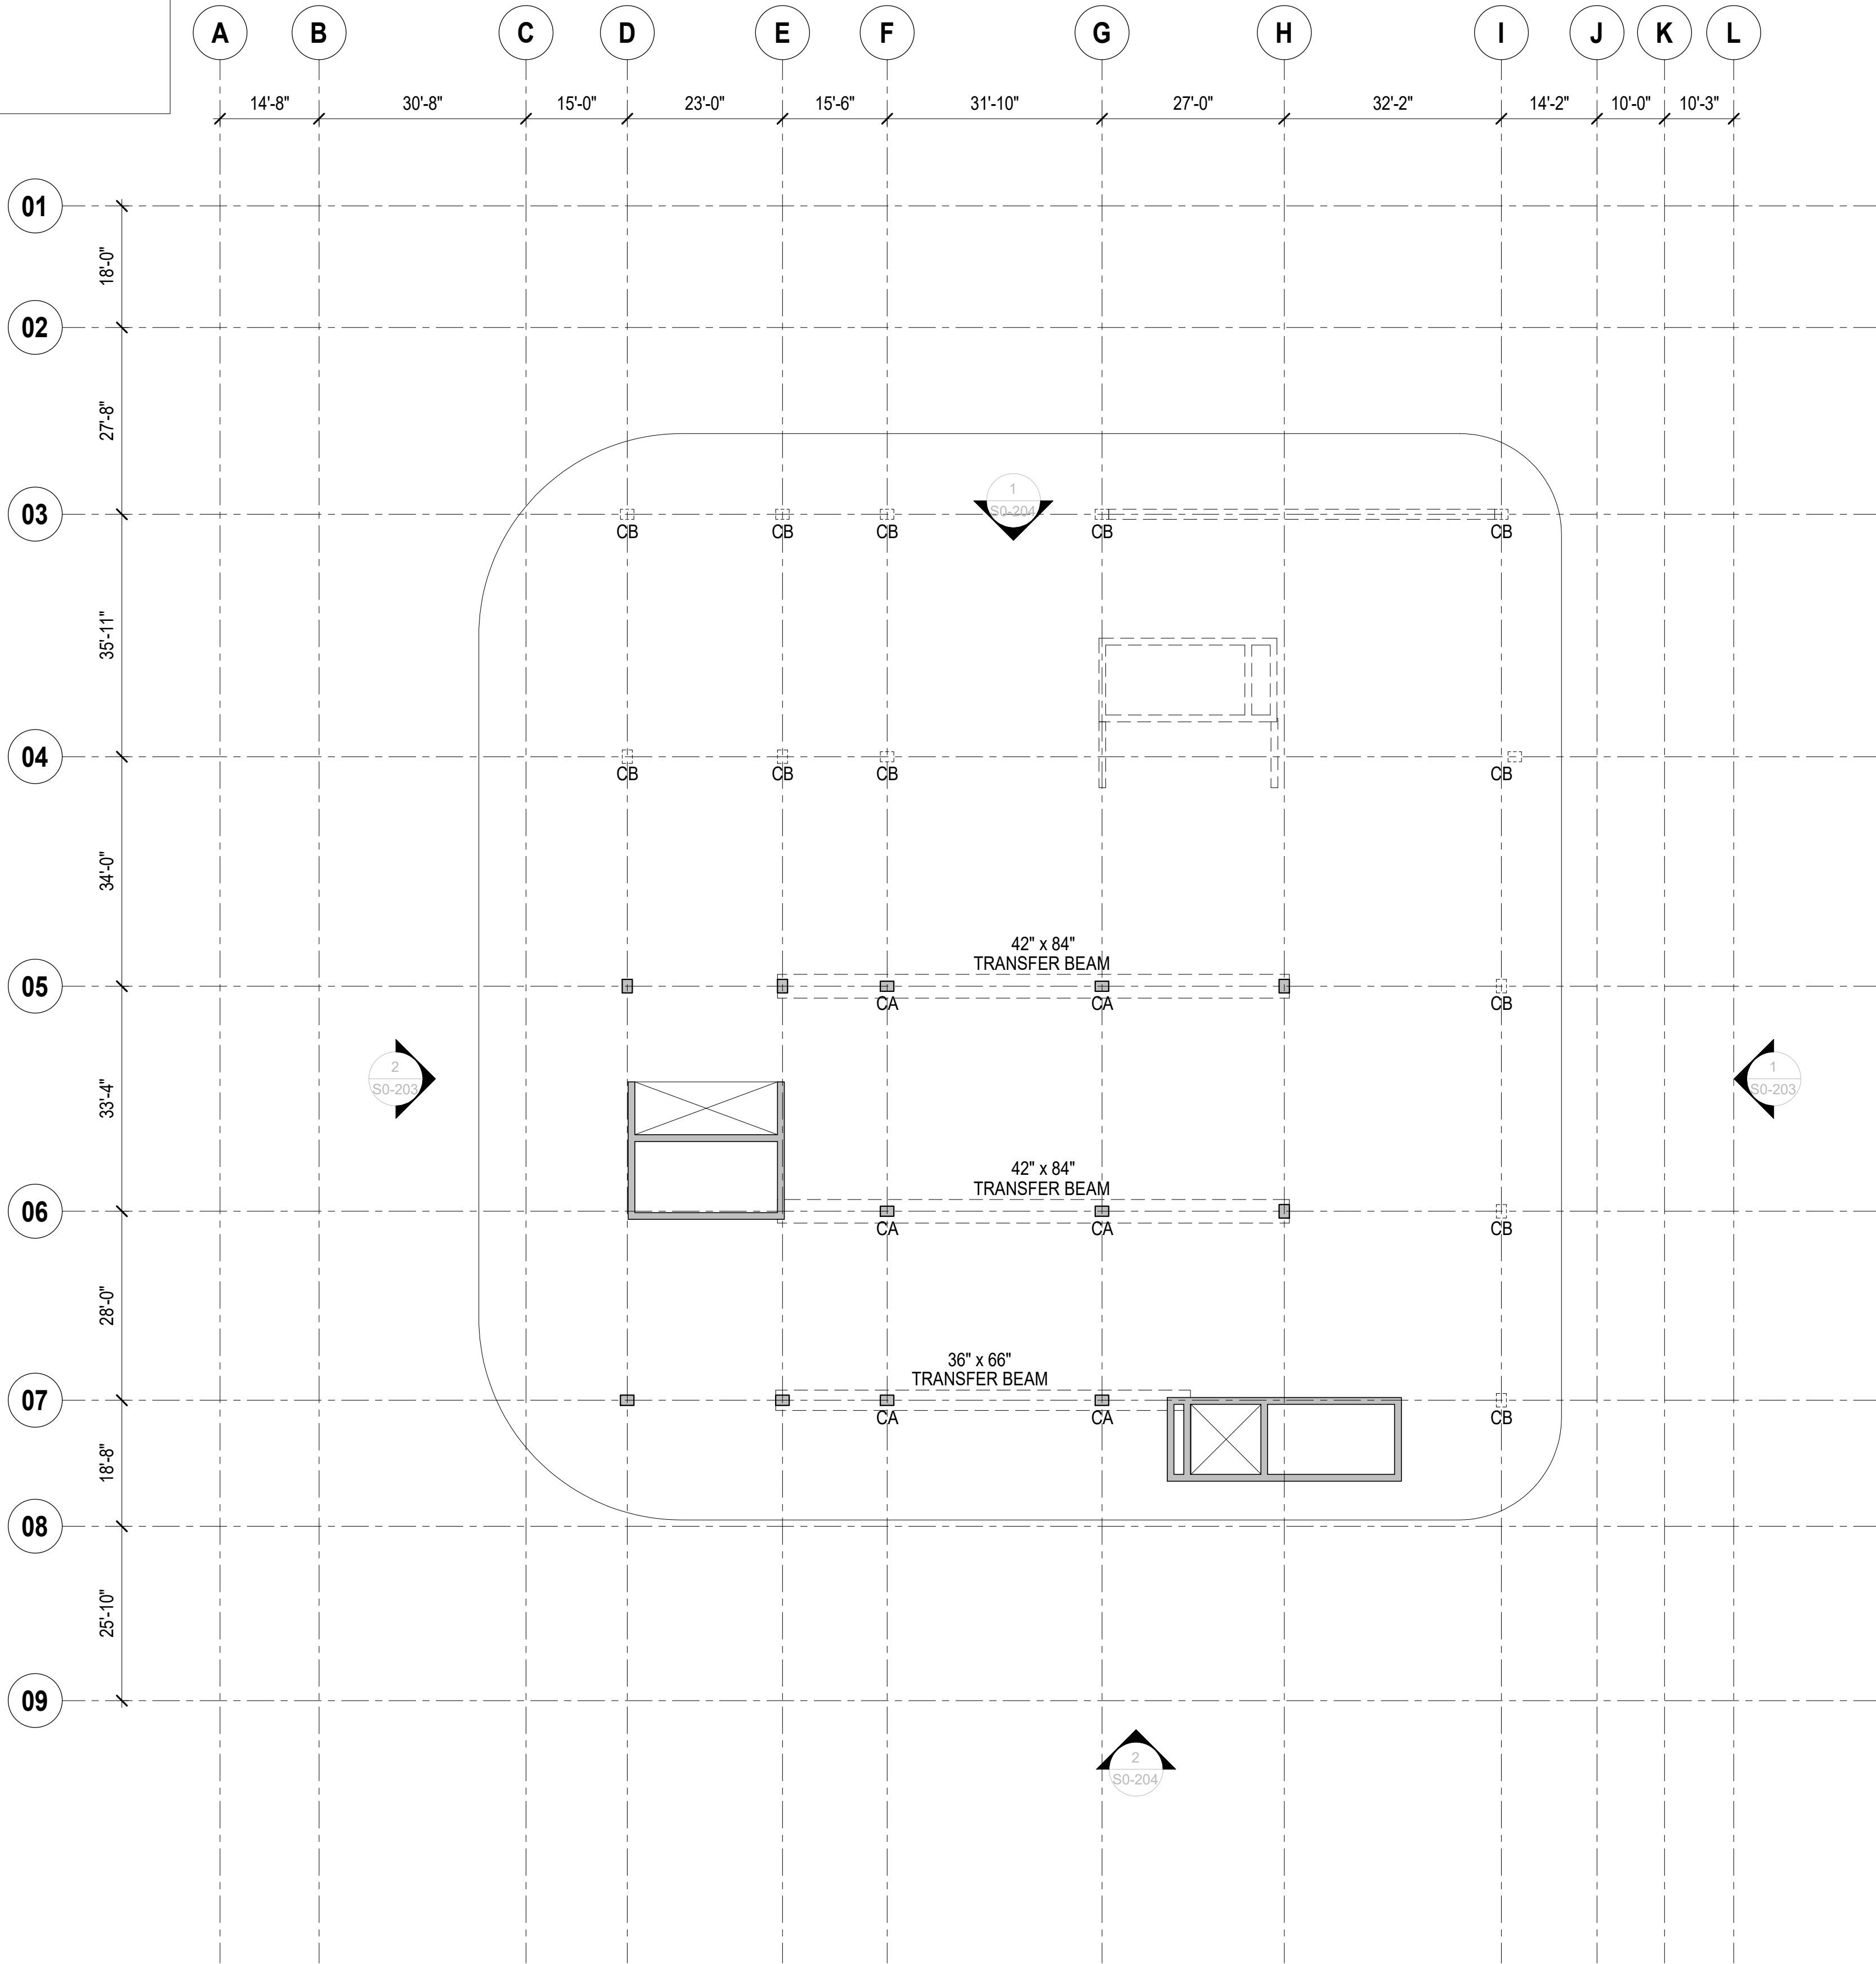 A B C D E F G H I J K L
14'-8" 30'-8" 15'-0" 23'-0" 15'-6" 31'-10" 27'-0" 32'-2" 14'-2" 10'-0" 10'-3"
01
18'-0"
02
27'-8"
03
1
S0-204
CB CB CB CB CB
35'-11"
04
CB CB CB CB
34'-0"
42" x 84"
TRANSFER BEAM
05
CA CA CB
33'-4"
2
S0-203
1
S0-203
42" x 84"
TRANSFER BEAM
06
CA CA CB
28'-0"
36" x 66"
TRANSFER BEAM
07
CA CA CB
18'-8"
08
25'-10"
09
2
S0-204